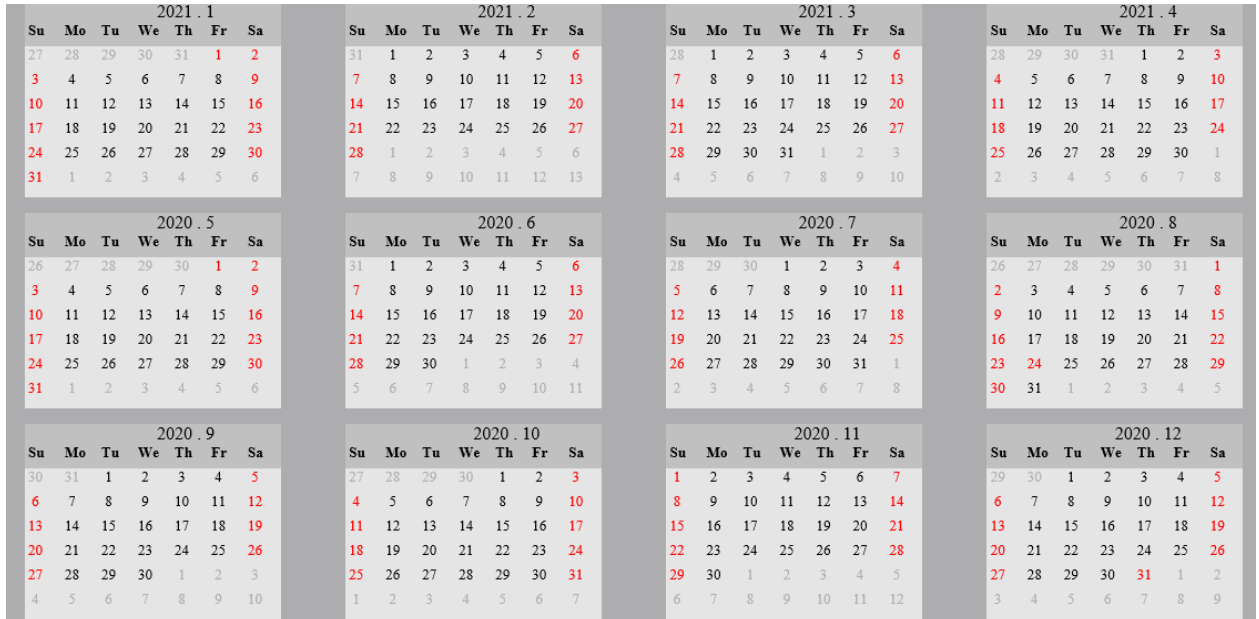 2021 . 1
Su Mo Tu We Th Fr Sa
27 28 29 30 31 1 2
3 4 5 6 7 8 9
10 11 12 13 14 15 16
17 18 19 20 21 22 23
24 25 26 27 28 29 30
31 1 2 3 4 5 6
2021 . 2
Su Mo Tu We Th Fr Sa
31 1 2 3 4 5 6
7 8 9 10 11 12 13
14 15 16 17 18 19 20
21 22 23 24 25 26 27
28 1 2 3 4 5 6
7 8 9 10 11 12 13
2021 . 3
Su Mo Tu We Th Fr Sa
28 1 2 3 4 5 6
7 8 9 10 11 12 13
14 15 16 17 18 19 20
21 22 23 24 25 26 27
28 29 30 31 1 2 3
4 5 6 7 8 9 10
2021 . 4
Su Mo Tu We Th Fr Sa
28 29 30 31 1 2 3
4 5 6 7 8 9 10
11 12 13 14 15 16 17
18 19 20 21 22 23 24
25 26 27 28 29 30 1
2 3 4 5 6 7 8
2020 . 5
Su Mo Tu We Th Fr Sa
26 27 28 29 30 1 2
3 4 5 6 7 8 9
10 11 12 13 14 15 16
17 18 19 20 21 22 23
24 25 26 27 28 29 30
31 1 2 3 4 5 6
2020 . 6
Su Mo Tu We Th Fr Sa
31 1 2 3 4 5 6
7 8 9 10 11 12 13
14 15 16 17 18 19 20
21 22 23 24 25 26 27
28 29 30 1 2 3 4
5 6 7 8 9 10 11
2020 . 7
Su Mo Tu We Th Fr Sa
28 29 30 1 2 3 4
5 6 7 8 9 10 11
12 13 14 15 16 17 18
19 20 21 22 23 24 25
26 27 28 29 30 31 1
2 3 4 5 6 7 8
2020 . 8
Su Mo Tu We Th Fr Sa
26 27 28 29 30 31 1
2 3 4 5 6 7 8
9 10 11 12 13 14 15
16 17 18 19 20 21 22
23 24 25 26 27 28 29
30 31 1 2 3 4 5
2020 . 9
Su Mo Tu We Th Fr Sa
30 31 1 2 3 4 5
6 7 8 9 10 11 12
13 14 15 16 17 18 19
20 21 22 23 24 25 26
27 28 29 30 1 2 3
4 5 6 7 8 9 10
2020 . 10
Su Mo Tu We Th Fr Sa
27 28 29 30 1 2 3
4 5 6 7 8 9 10
11 12 13 14 15 16 17
18 19 20 21 22 23 24
25 26 27 28 29 30 31
1 2 3 4 5 6 7
2020 . 11
Su Mo Tu We Th Fr Sa
1 2 3 4 5 6 7
8 9 10 11 12 13 14
15 16 17 18 19 20 21
22 23 24 25 26 27 28
29 30 1 2 3 4 5
6 7 8 9 10 11 12
2020 . 12
Su Mo Tu We Th Fr Sa
29 30 1 2 3 4 5
6 7 8 9 10 11 12
13 14 15 16 17 18 19
20 21 22 23 24 25 26
27 28 29 30 31 1 2
3 4 5 6 7 8 9